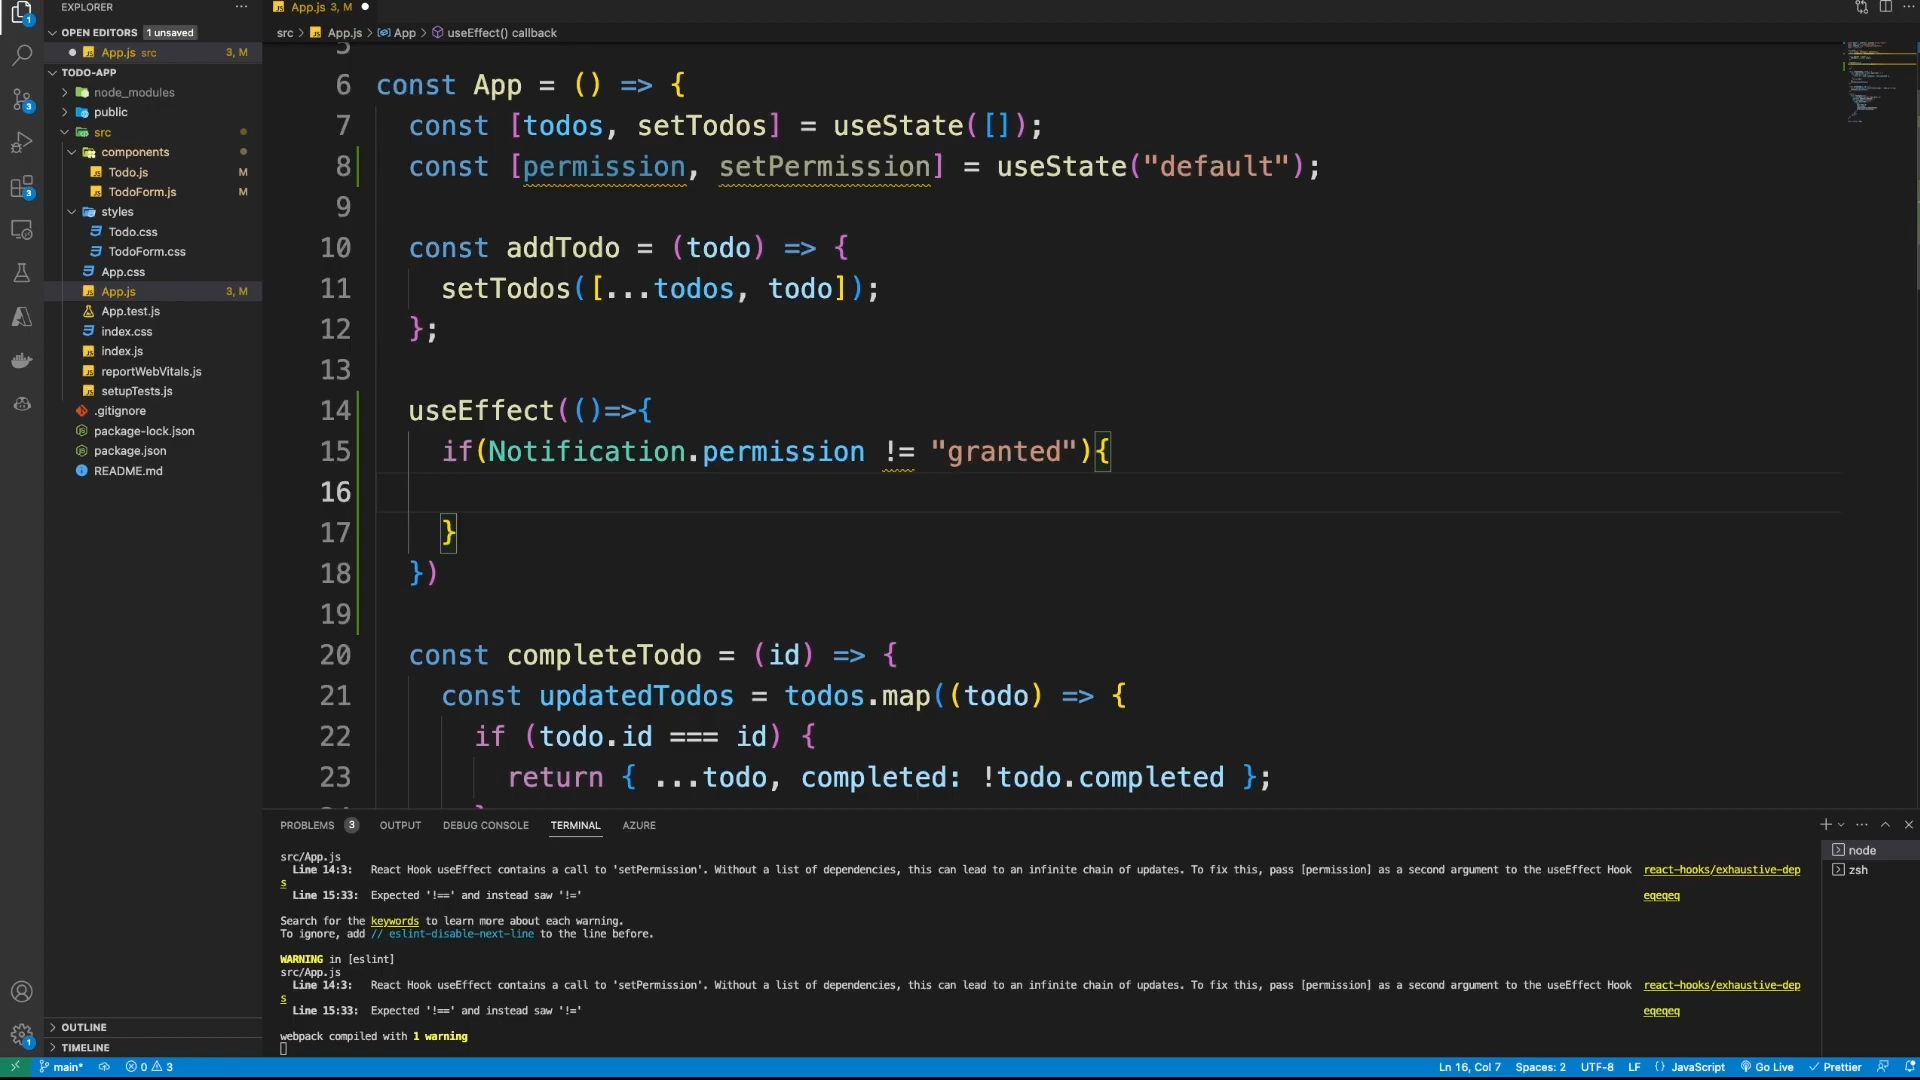 EXPLORER
OPEN EDITORS 1 unsaved
App.js src 3, M
TODO-APP
node_modules
public
src
components
Todo.js M
TodoForm.js M
styles
Todo.css
TodoForm.css
App.css
App.js 3, M
App.test.js
index.css
index.js
reportWebVitals.js
setupTests.js
.gitignore
package-lock.json
package.json
README.md
OUTLINE
TIMELINE
App.js 3, M
src > App.js > App > useEffect() callback
5
6 const App = () => {
7 const [todos, setTodos] = useState([]);
8 const [permission, setPermission] = useState("default");
9
10 const addTodo = (todo) => {
11 setTodos([...todos, todo]);
12 };
13
14 useEffect(()=>{
15 if(Notification.permission != "granted"){
16
17 }
18 })
19
20 const completeTodo = (id) => {
21 const updatedTodos = todos.map((todo) => {
22 if (todo.id === id) {
23 return { ...todo, completed: !todo.completed };
PROBLEMS 3 OUTPUT DEBUG CONSOLE TERMINAL AZURE
src/App.js
Line 14:3: React Hook useEffect contains a call to 'setPermission'. Without a list of dependencies, this can lead to an infinite chain of updates. To fix this, pass [permission] as a second argument to the useEffect Hook react-hooks/exhaustive-dep
s
Line 15:33: Expected '!==' and instead saw '!=' eqeqeq
Search for the keywords to learn more about each warning.
To ignore, add // eslint-disable-next-line to the line before.
WARNING in [eslint]
src/App.js
Line 14:3: React Hook useEffect contains a call to 'setPermission'. Without a list of dependencies, this can lead to an infinite chain of updates. To fix this, pass [permission] as a second argument to the useEffect Hook react-hooks/exhaustive-dep
s
Line 15:33: Expected '!==' and instead saw '!=' eqeqeq
webpack compiled with 1 warning
node
zsh
main* 0 3 Ln 16, Col 7 Spaces: 2 UTF-8 LF {} JavaScript Go Live Prettier